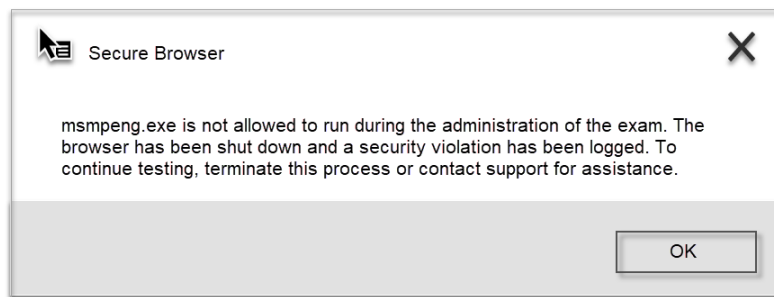 Secure Browser
msmpeng.exe is not allowed to run during the administration of the exam. The
browser has been shut down and a security violation has been logged. To
continue testing, terminate this process or contact support for assistance.
OK